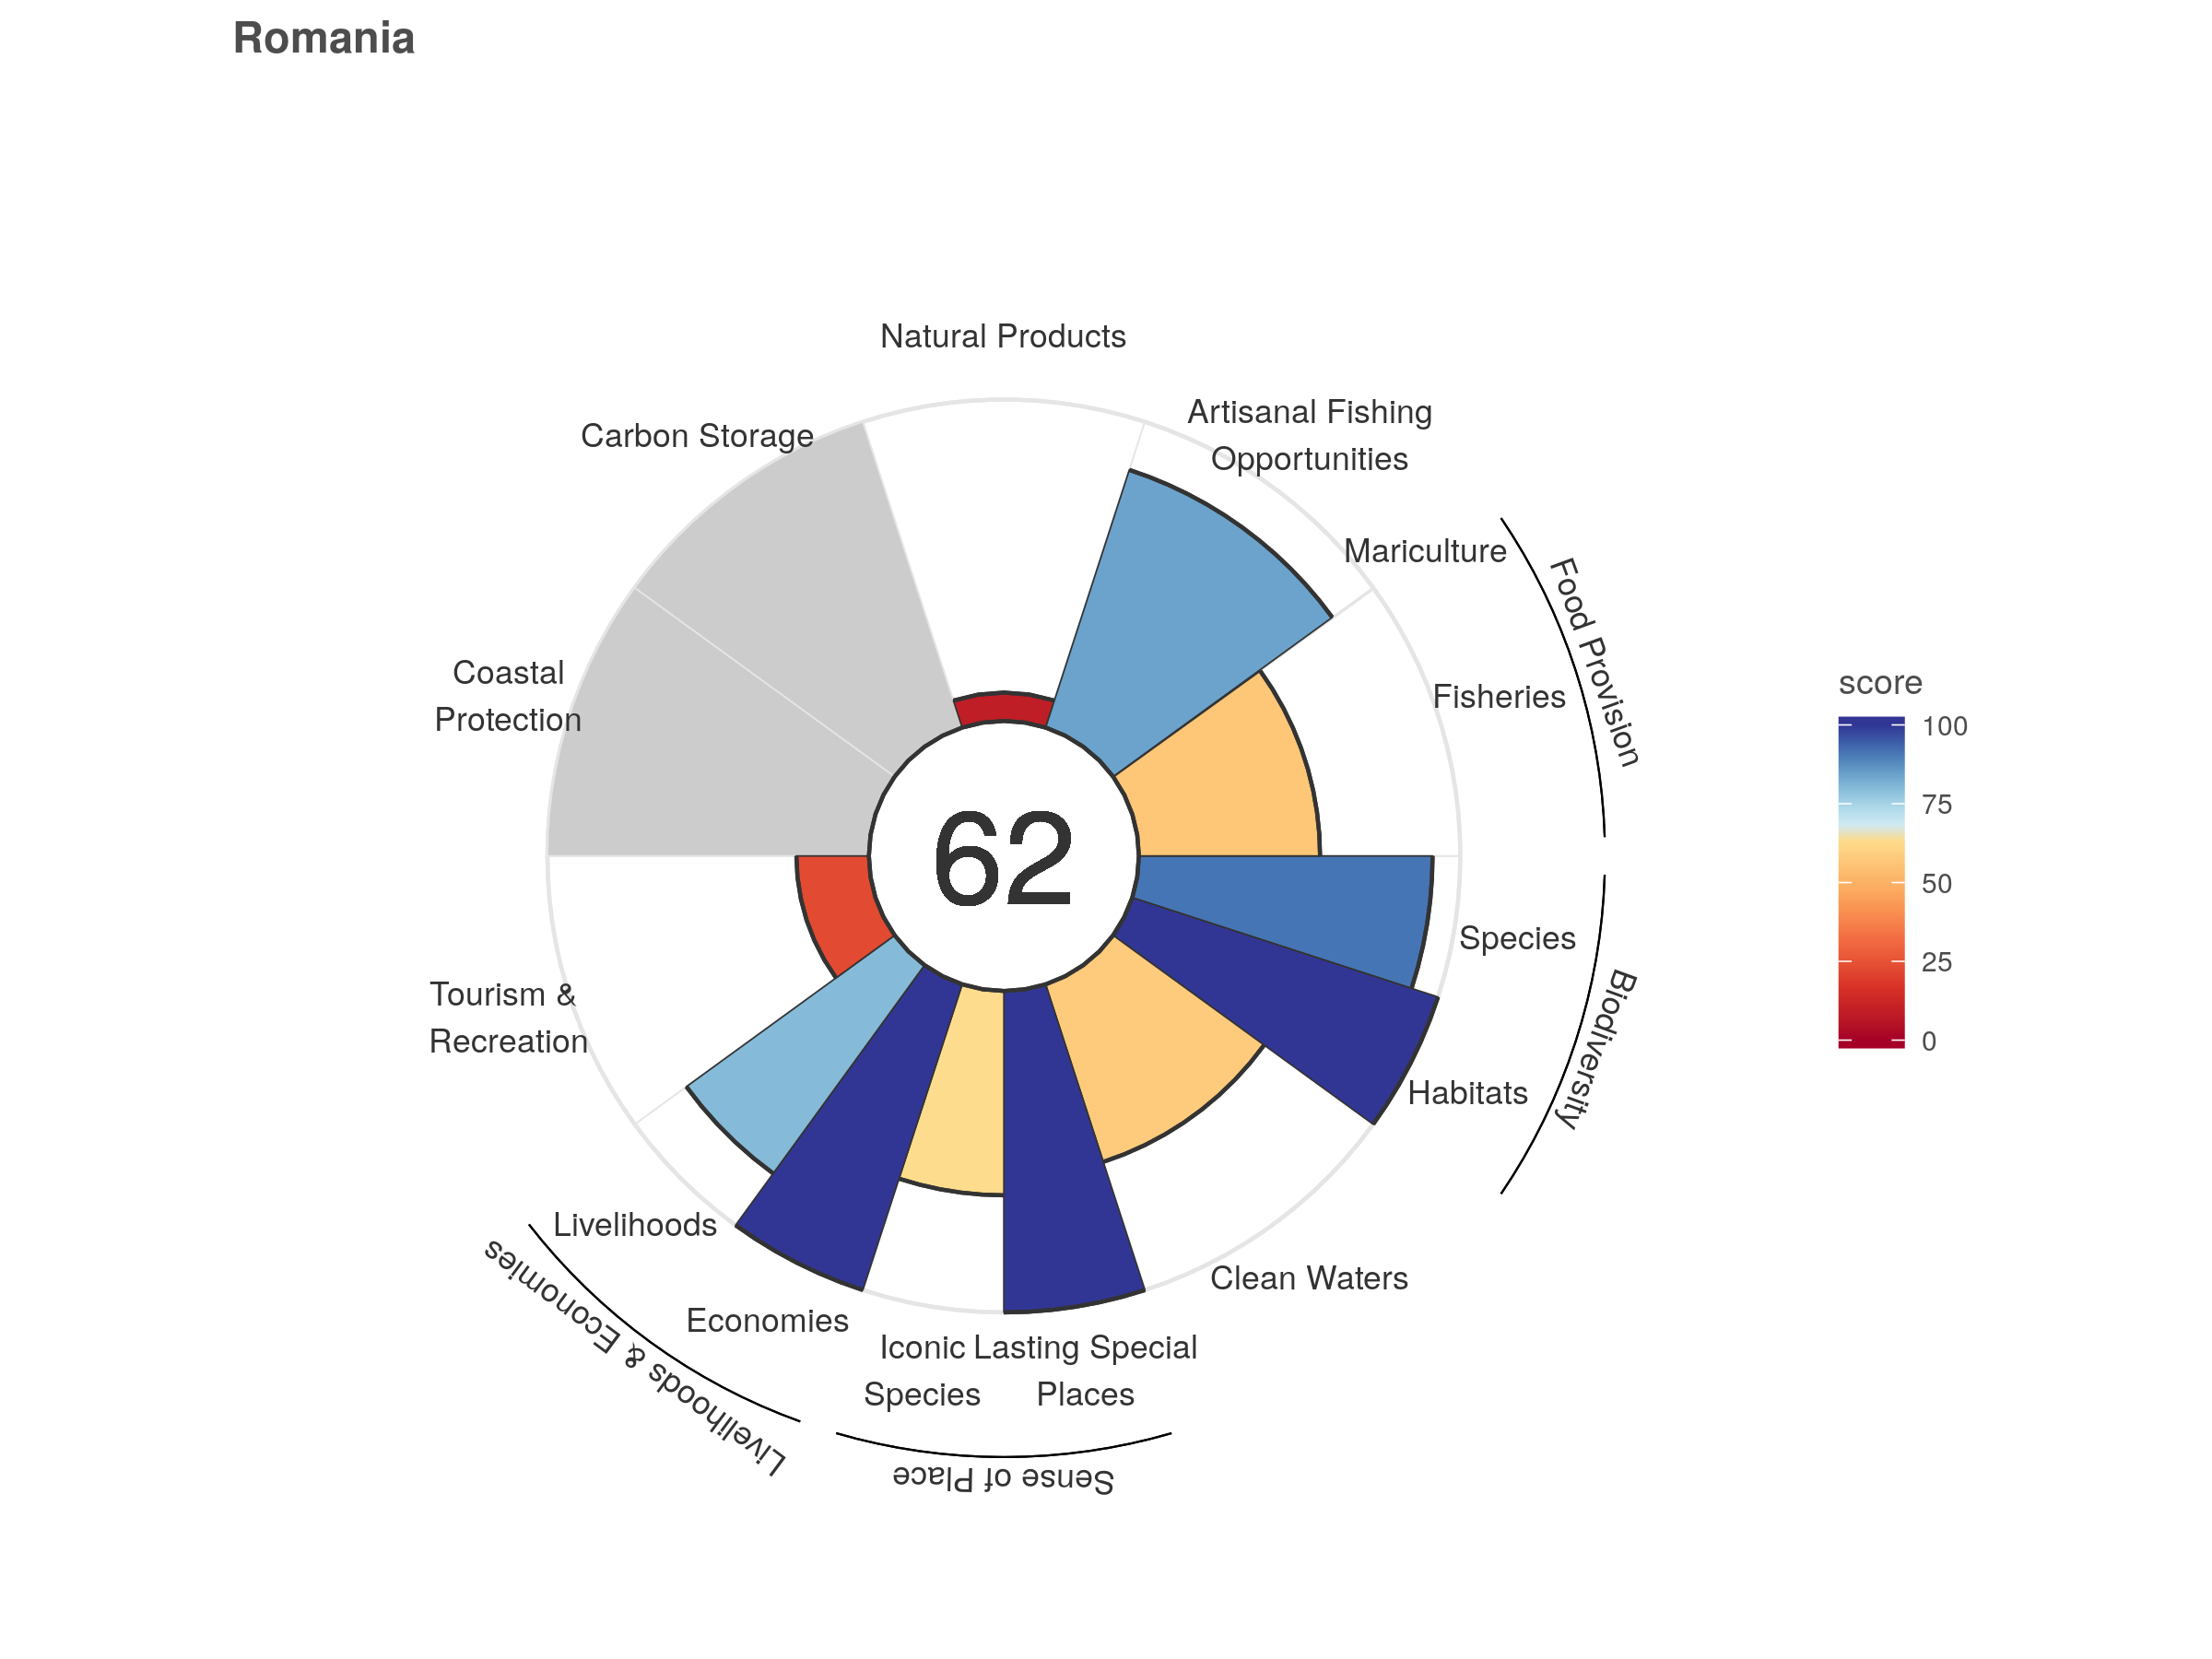 Romania
Natural Products
Artisanal Fishing
Opportunities
Carbon Storage
Mariculture
Food Provision
Fisheries
Coastal
Protection
score
100
75
50
25
0
62
Species
Biodiversity
Tourism &
Recreation
Habitats
Livelihoods
Clean Waters
Economies
Iconic
Species
Lasting Special
Places
Livelihoods & Economies
Sense of Place